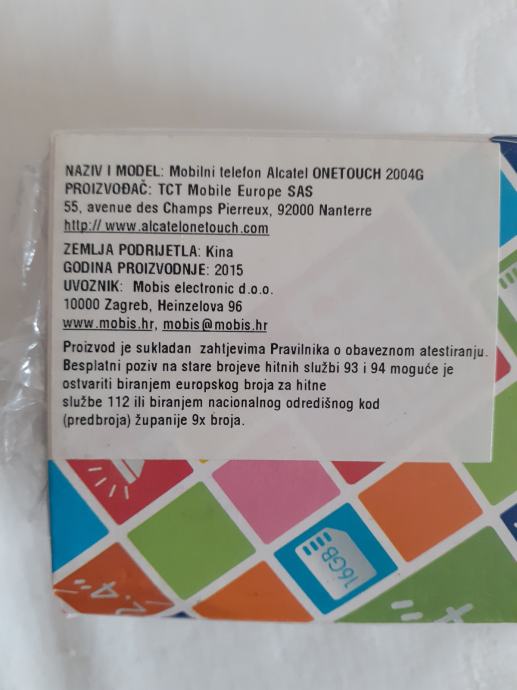 NAZIV I MODEL: Mobilni telefon Alcatel ONETOUCH 2004G
PROIZVOĐAČ: TCT Mobile Europe SAS
55, avenue des Champs Pierreux, 92000 Nanterre
http:// www.alcatelonetouch.com
ZEMLJA PODRIJETLA: Kina
GODINA PROIZVODNJE: 2015
UVOZNIK: Mobis electronic d.o.o.
10000 Zagreb, Heinzelova 96
www.mobis.hr, mobis@mobis.hr
Proizvod je sukladan zahtjevima Pravilnika o obaveznom atestiranju.
Besplatni poziv na stare brojeve hitnih službi 93 i 94 moguće je
ostvariti biranjem europskog broja za hitne
službe 112 ili biranjem nacionalnog odredišnog kod
(predbroja) županije 9x broja.
16GB
2.4"